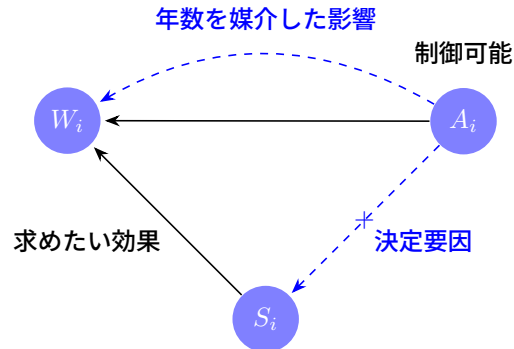 年数を媒介した影響
制御可能
W_i
A_i
求めたい効果
決定要因
S_i